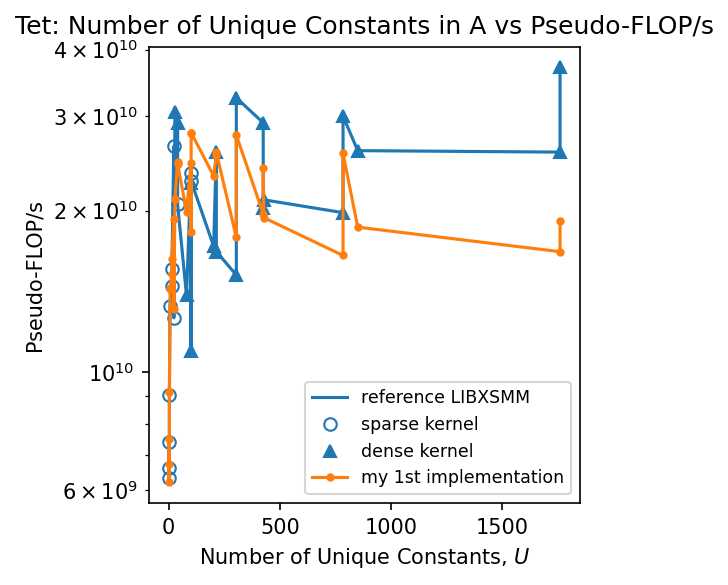 Tet: Number of Unique Constants in A vs Pseudo-FLOP/s
4 × 10¹⁰
3 × 10¹⁰
2 × 10¹⁰
10¹⁰
6 × 10⁹
Pseudo-FLOP/s
reference LIBXSMM
sparse kernel
dense kernel
my 1st implementation
0 500 1000 1500
Number of Unique Constants, U